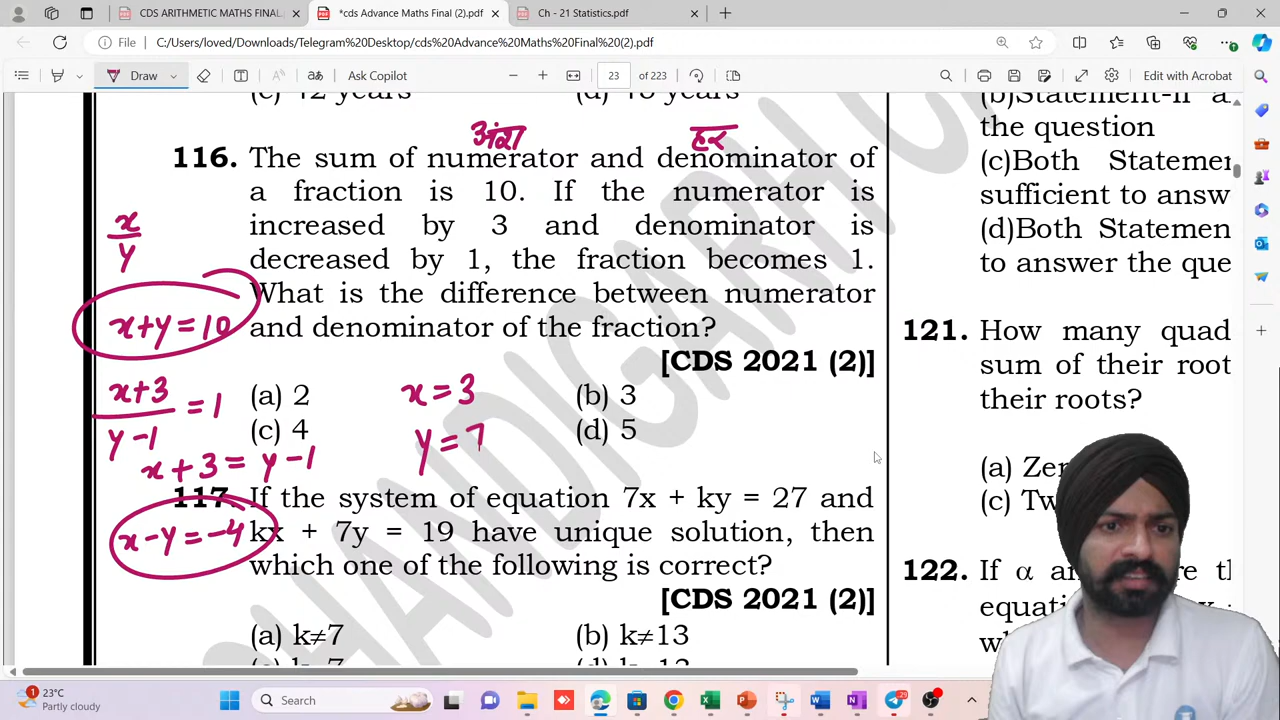 CDS ARITHMETIC MATHS FINAL.
*cds Advance Maths Final (2).pdf
Ch - 21 Statistics.pdf
File
C:/Users/loved/Downloads/Telegram%20Desktop/cds%20Advance%20Maths%20Final%20(2).pdf
Draw
Ask Copilot
23
of 223
Edit with Acrobat
(c) 42 years
अंश
हर
116. The sum of numerator and denominator of
a fraction is 10. If the numerator is
increased by 3 and denominator is
decreased by 1, the fraction becomes 1.
What is the difference between numerator
and denominator of the fraction?
[CDS 2021 (2)]
(a) 2
(b) 3
(c) 4
(d) 5
x/y
x+y=10
x+3/y-1 =1
x+3=y-1
x-y=-4
x=3
y=7
117. If the system of equation 7x + ky = 27 and
kx + 7y = 19 have unique solution, then
which one of the following is correct?
[CDS 2021 (2)]
(a) k≠7
(b) k≠13
the question
(c)Both Statemen
sufficient to answ
(d)Both Statemen
to answer the que
121. How many quad
sum of their root
their roots?
(a) Zer
(c) Tw
122. If α an
equati
CHANDIGARH
1
23°C
Partly cloudy
Search
29